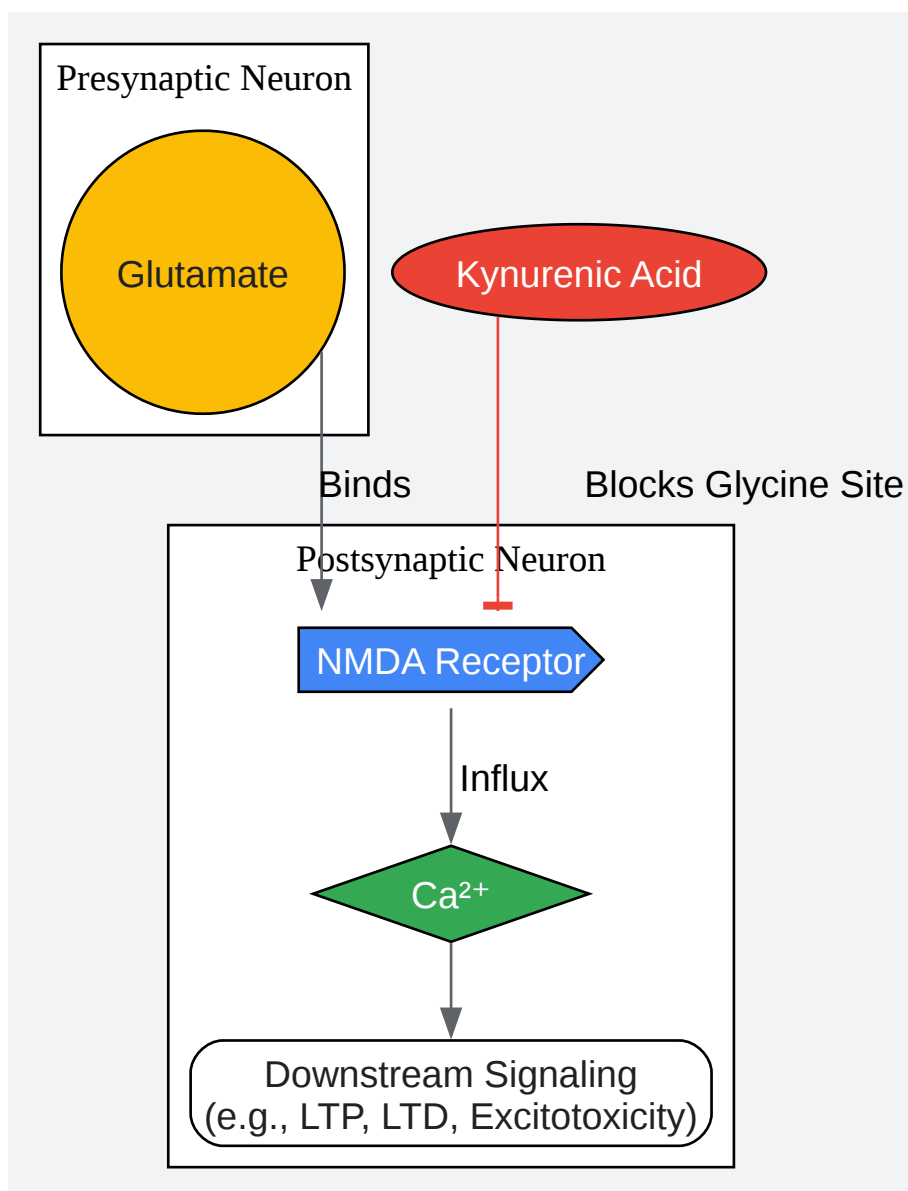 Presynaptic Neuron
Glutamate
Kynurenic Acid
Binds
Blocks Glycine Site
Postsynaptic Neuron
NMDA Receptor
Influx
Ca²⁺
Downstream Signaling
(e.g., LTP, LTD, Excitotoxicity)